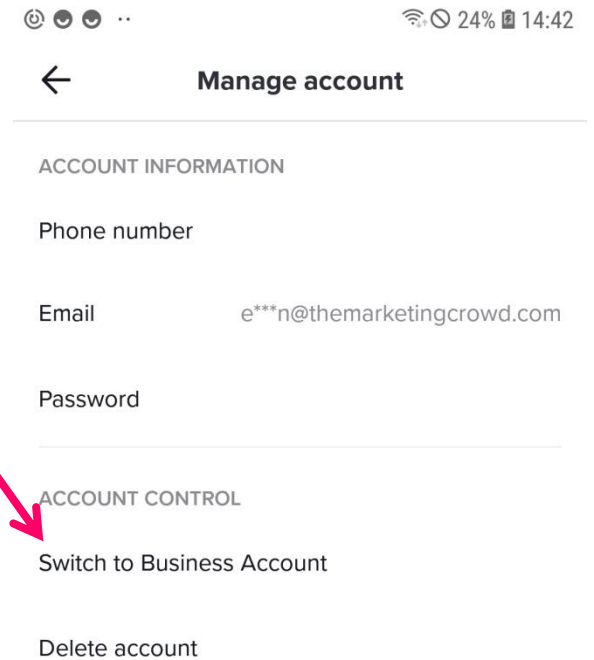 24% 14:42
Manage account
ACCOUNT INFORMATION
Phone number
Email e***n@themarketingcrowd.com
Password
ACCOUNT CONTROL
Switch to Business Account
Delete account